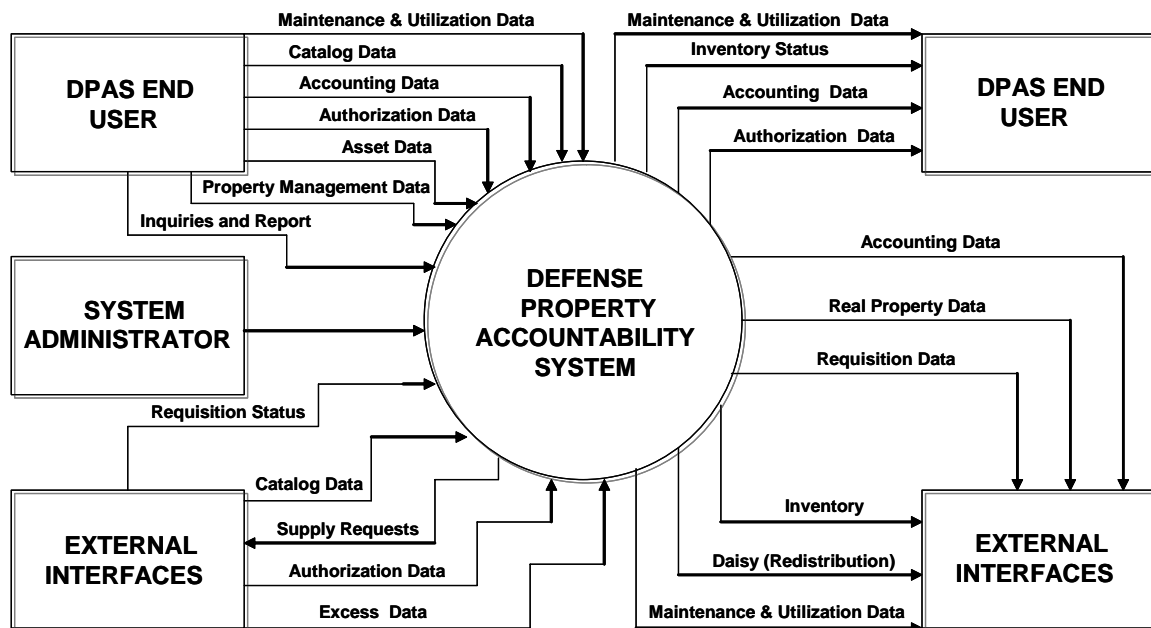 Maintenance & Utilization Data
Catalog Data
Accounting Data
Authorization Data
Asset Data
Property Management Data
Inquiries and Report
DPAS END
USER
SYSTEM
ADMINISTRATOR
Requisition Status
Catalog Data
Supply Requests
Authorization Data
Excess Data
EXTERNAL
INTERFACES
DEFENSE
PROPERTY
ACCOUNTABILITY
SYSTEM
Maintenance & Utilization Data
Inventory Status
Accounting Data
Authorization Data
DPAS END
USER
Accounting Data
Real Property Data
Requisition Data
Inventory
Daisy (Redistribution)
Maintenance & Utilization Data
EXTERNAL
INTERFACES